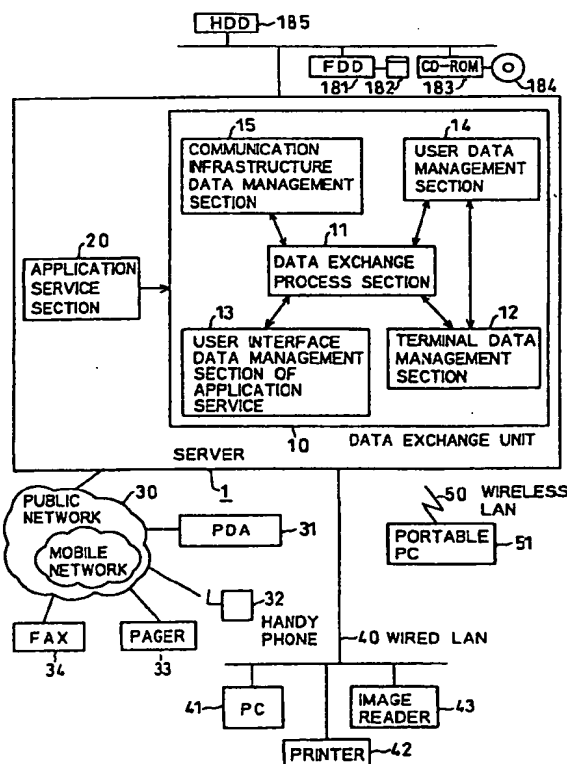 HDD 185
FDD CD-ROM
181 182 183 184
15
COMMUNICATION
INFRASTRUCTURE
DATA MANAGEMENT
SECTION
14
USER DATA
MANAGEMENT
SECTION
20
APPLICATION
SERVICE
SECTION
11
DATA EXCHANGE
PROCESS SECTION
13
USER INTERFACE
DATA MANAGEMENT
SECTION OF
APPLICATION
SERVICE
12
TERMINAL DATA
MANAGEMENT
SECTION
10
DATA EXCHANGE UNIT
SERVER
1
PUBLIC
NETWORK
30
MOBILE
NETWORK
PDA 31
50 WIRELESS
LAN
PORTABLE
PC 51
32
HANDY
PHONE
FAX
34
PAGER
33
40 WIRED LAN
41 PC
IMAGE
READER 43
PRINTER 42